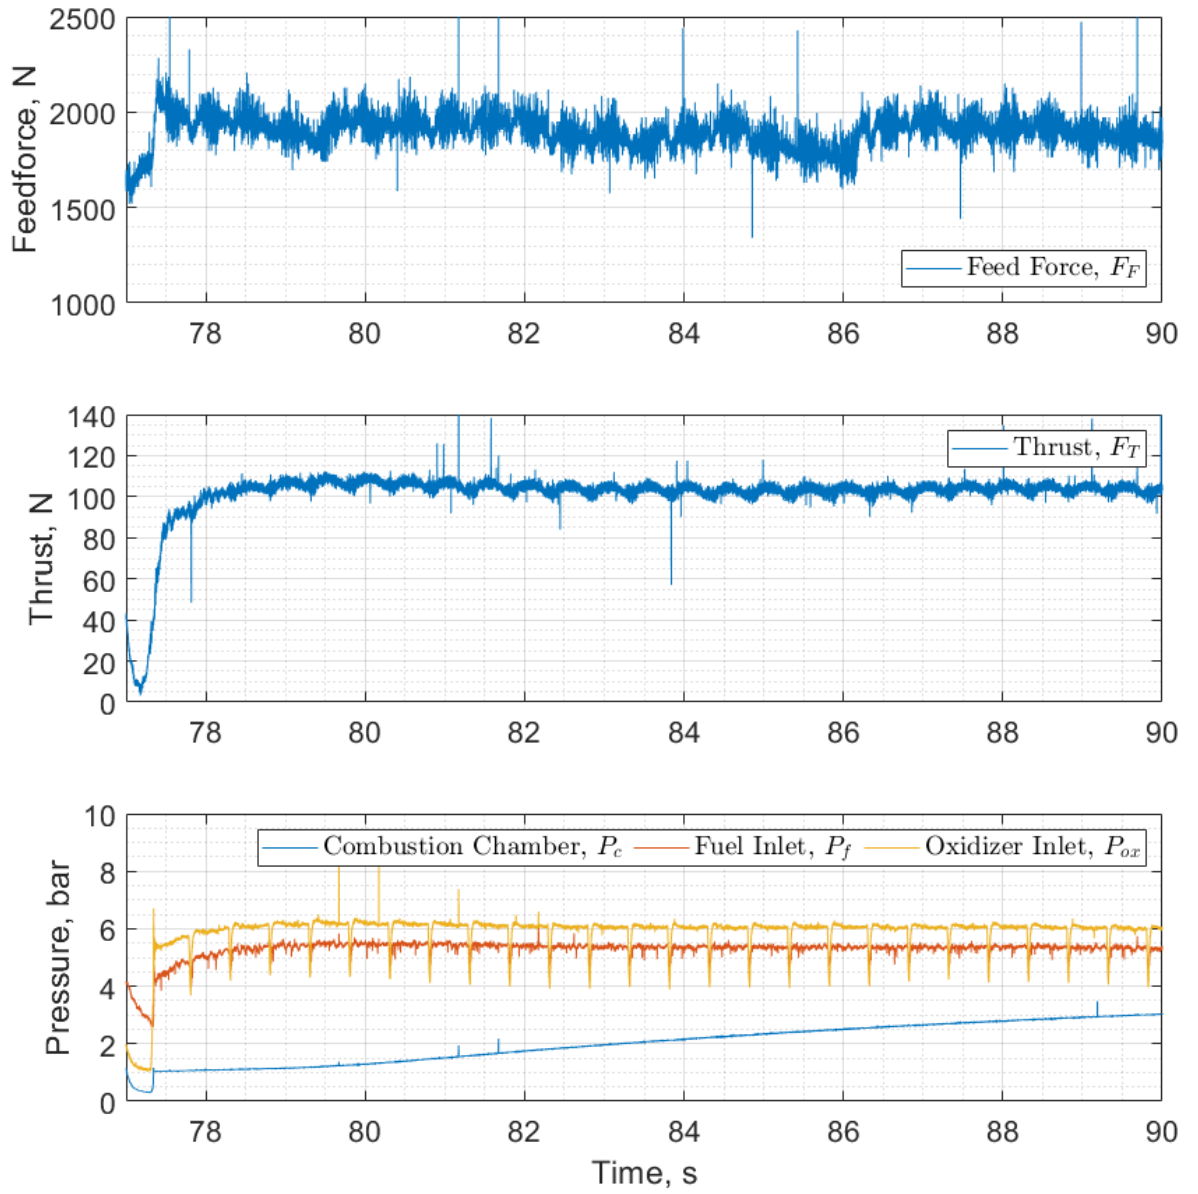 2500
2000
1500
1000
Feedforce, N
Feed Force, F_F
78 80 82 84 86 88 90
140
120
100
80
60
40
20
0
Thrust, N
Thrust, F_T
78 80 82 84 86 88 90
10
8
6
4
2
0
Pressure, bar
Combustion Chamber, P_c Fuel Inlet, P_f Oxidizer Inlet, P_ox
78 80 82 84 86 88 90
Time, s